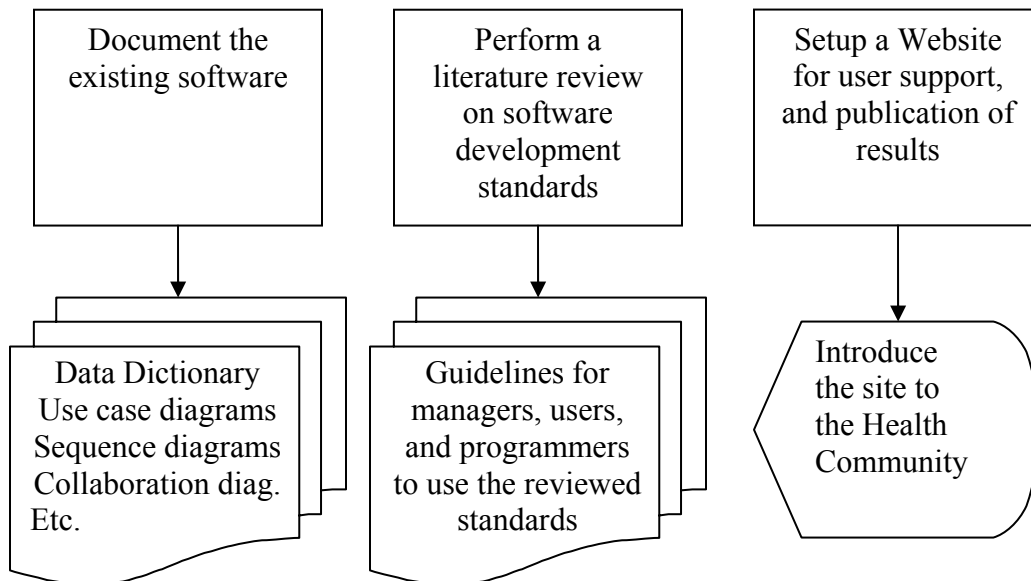 Document the
existing software
Perform a
literature review
on software
development
standards
Setup a Website
for user support,
and publication of
results
Data Dictionary
Use case diagrams
Sequence diagrams
Collaboration diag.
Etc.
Guidelines for
managers, users,
and programmers
to use the reviewed
standards
Introduce
the site to
the Health
Community